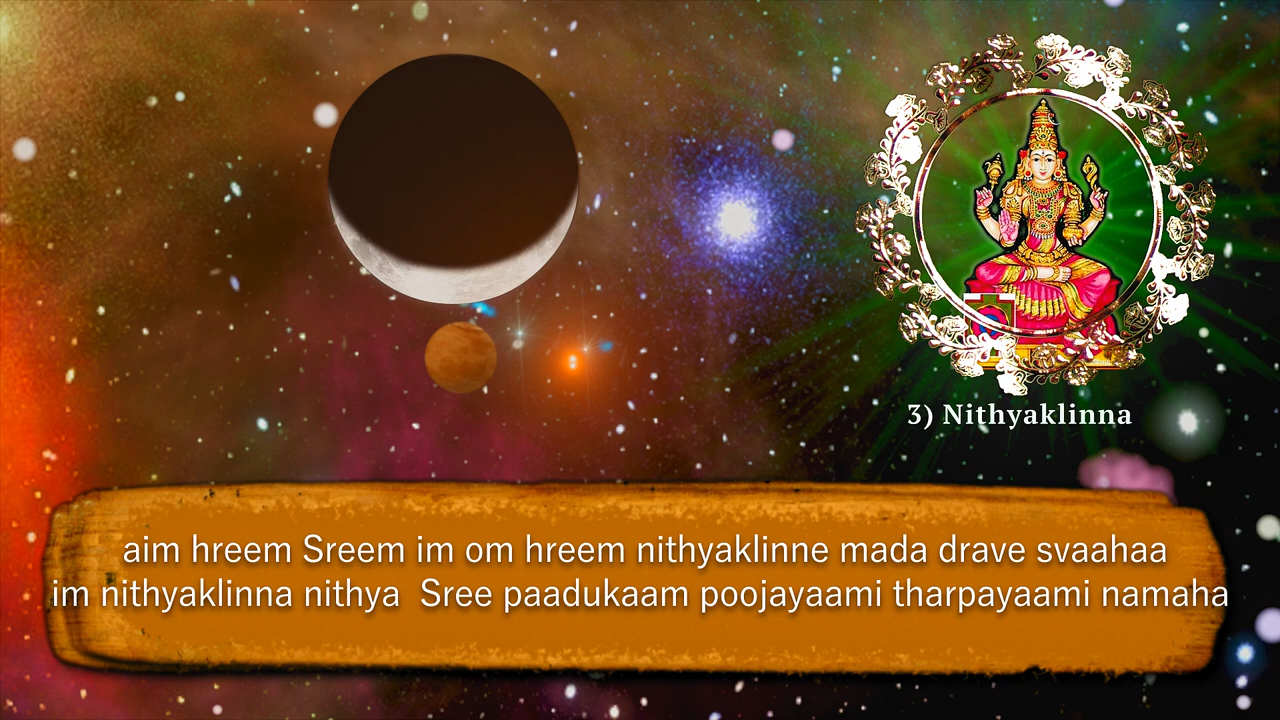 3) Nithyaklinna
aim hreem Sreem im om hreem nithyaklinne mada drave svaahaa
im nithyaklinna nithya  Sree paadukaam poojayaami tharpayaami namaha